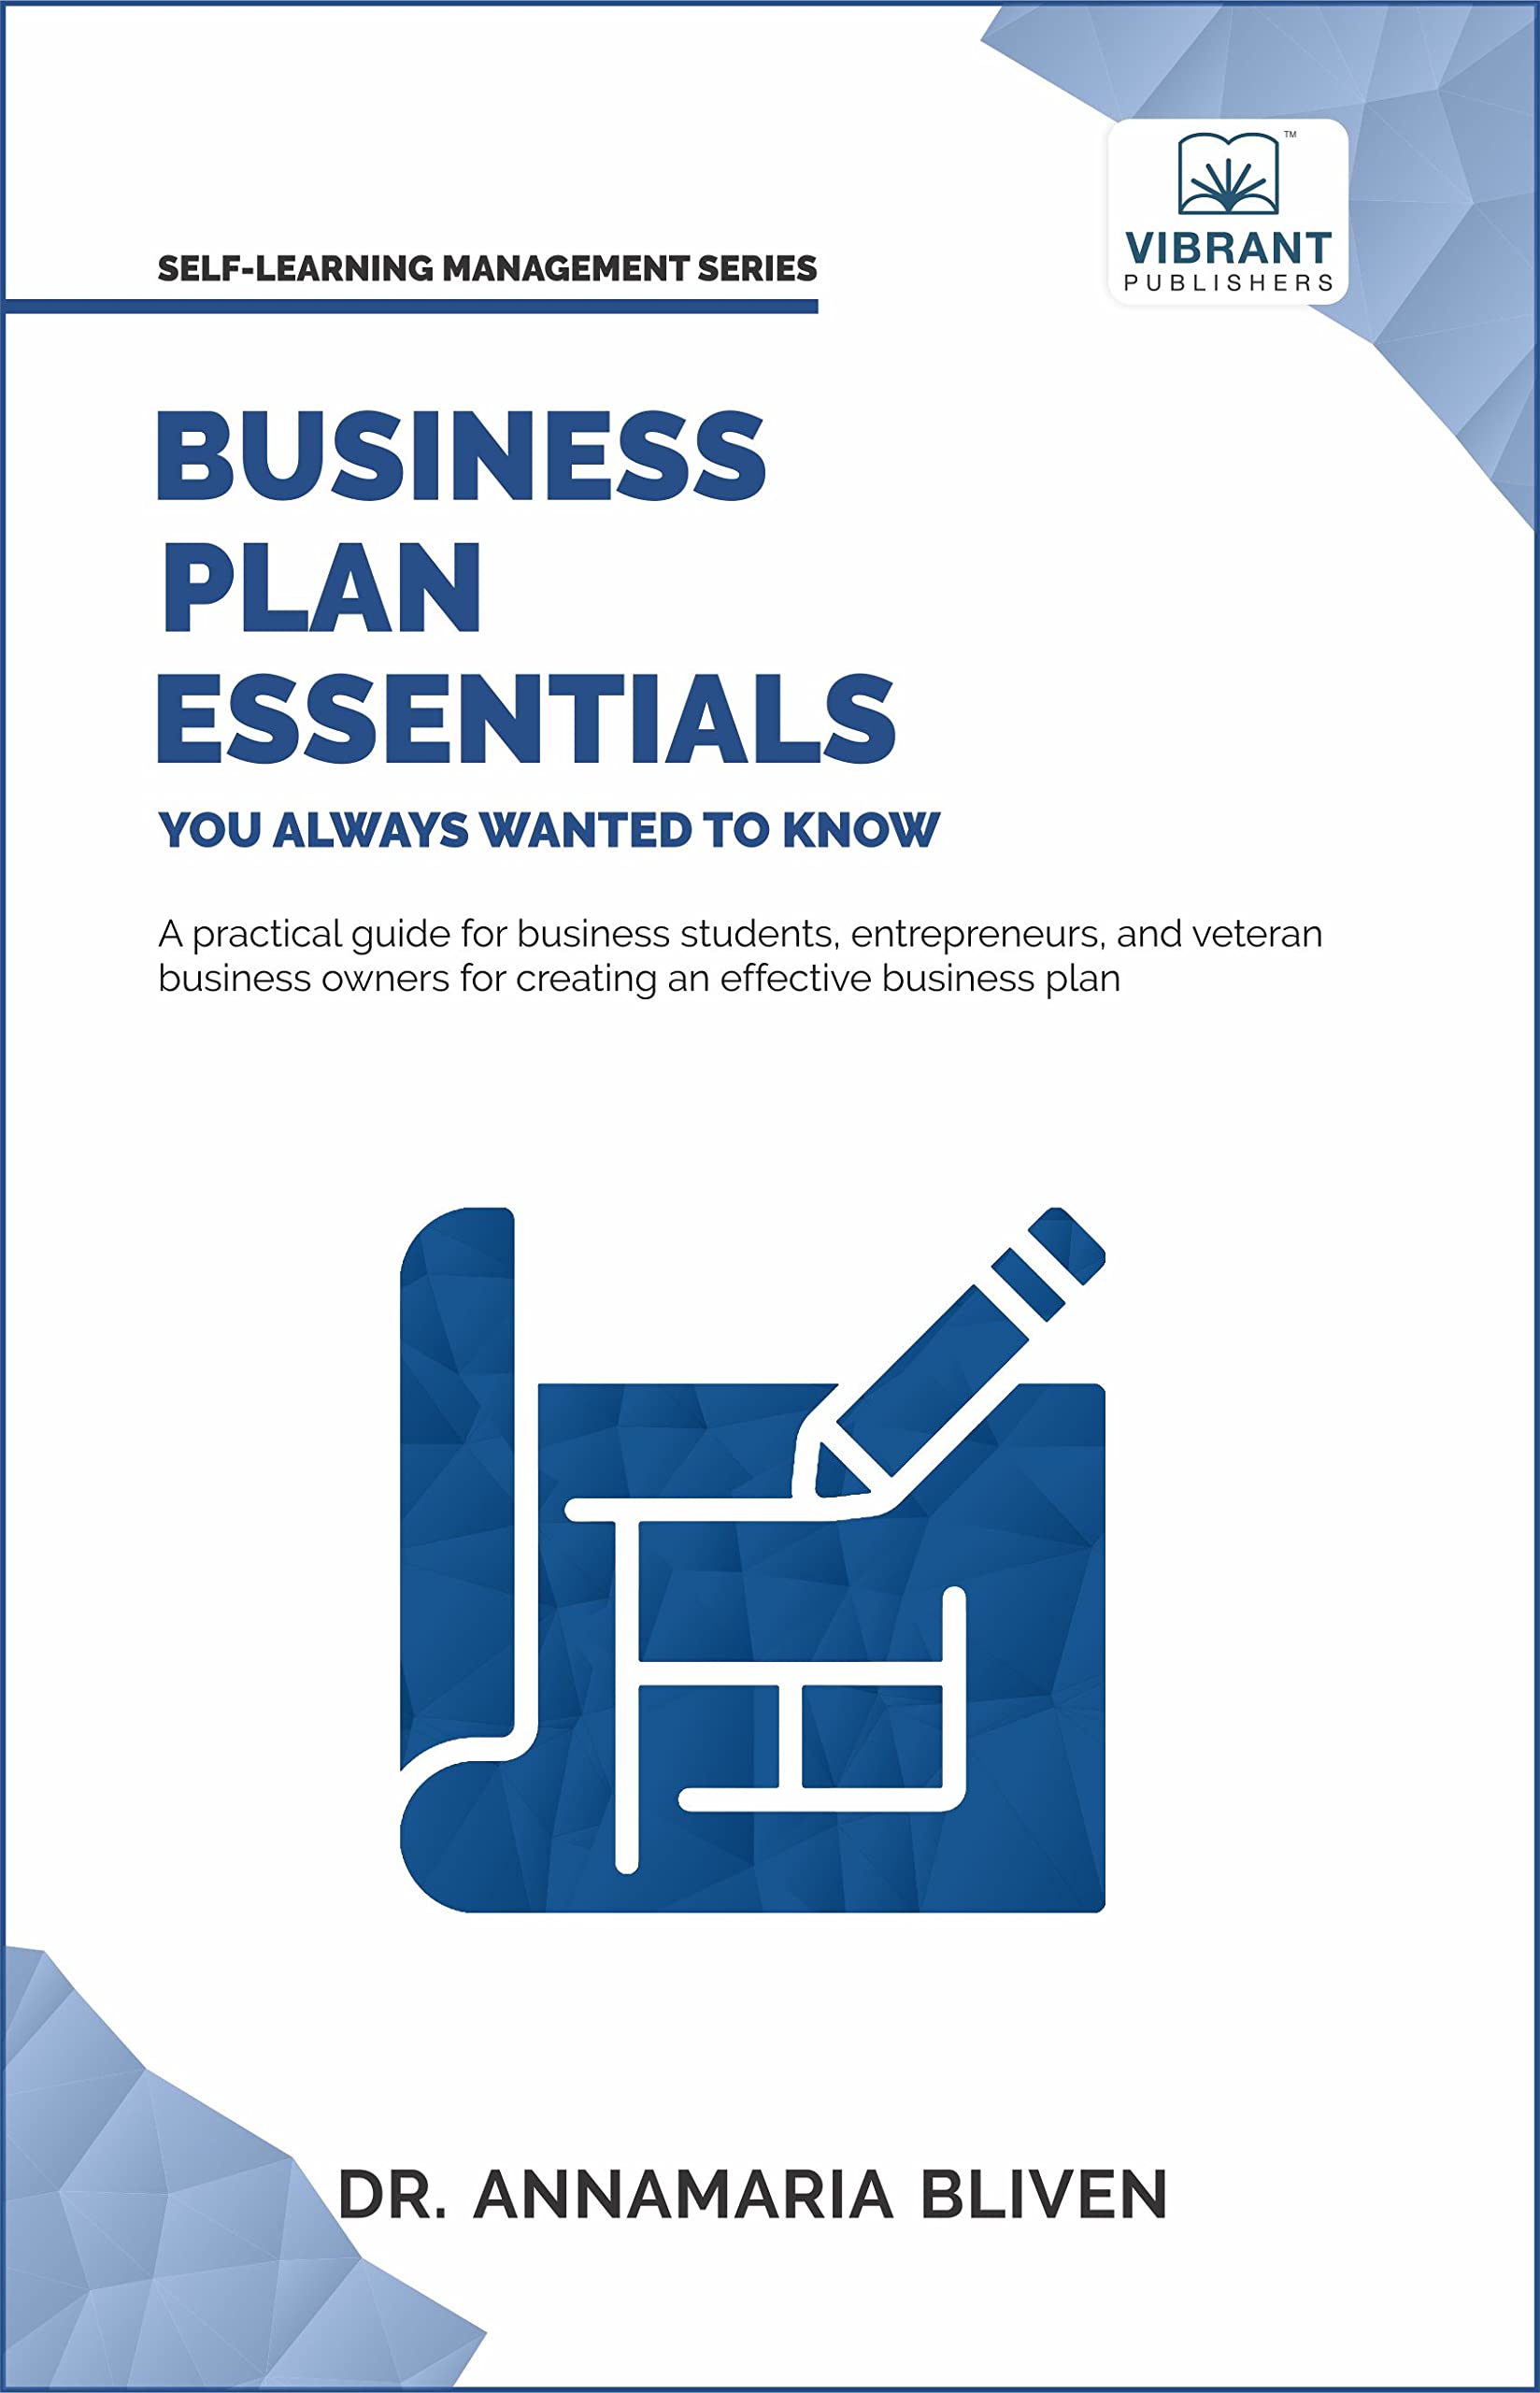 TM
VIBRANT
PUBLISHERS
SELF-LEARNING MANAGEMENT SERIES
BUSINESS
PLAN
ESSENTIALS
YOU ALWAYS WANTED TO KNOW
A practical guide for business students, entrepreneurs, and veteran
business owners for creating an effective business plan
DR. ANNAMARIA BLIVEN